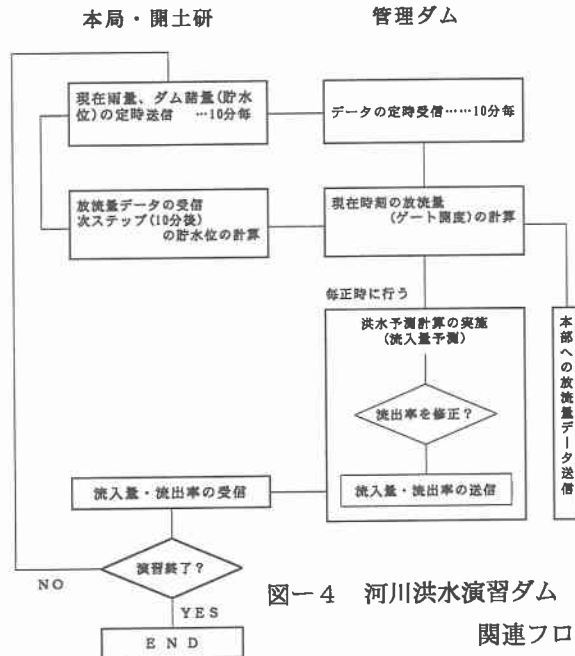 本局・開土研
管理ダム
現在雨量、ダム諸量(貯水
位)の定時送信 …10分毎
データの定時受信……10分毎
放流量データの受信
次ステップ(10分後)
の貯水位の計算
現在時刻の放流量
(ゲート開度)の計算
毎正時に行う
洪水予測計算の実施
(流入量予測)
流出率を修正？
流入量・流出率の送信
本部への放流量データ送信
流入量・流出率の受信
演習終了？
NO
YES
END
図－4 河川洪水演習ダム
関連フロ